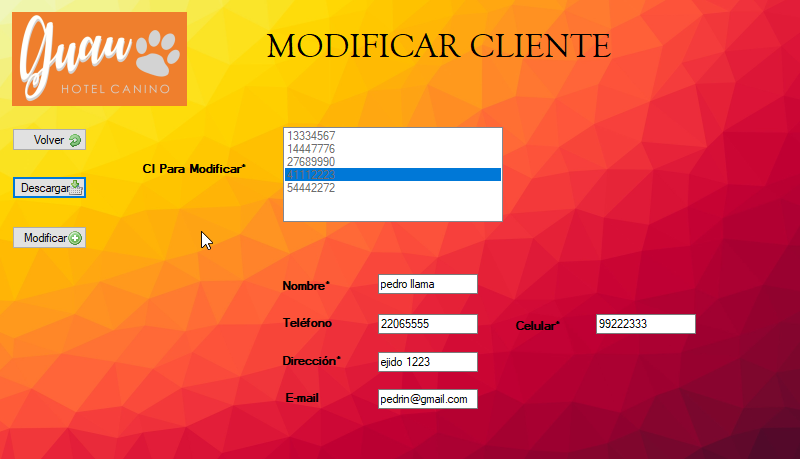 Guau
HOTEL CANINO
MODIFICAR CLIENTE
Volver
Descargar
Modificar
CI Para Modificar*
13334567
14447776
27689990
41112223
54442272
Nombre*
pedro llama
Teléfono
22065555
Celular*
99222333
Dirección*
ejido 1223
E-mail
pedrin@gmail.com